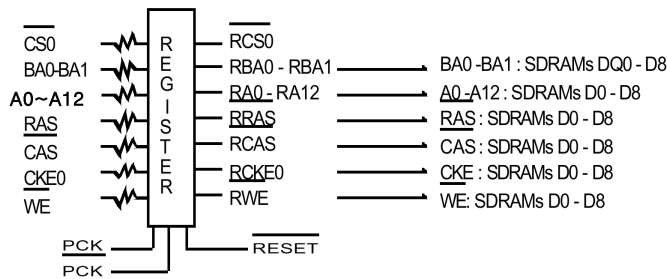 CS0 REGISTER RCS0
BA0-BA1 RBA0 - RBA1 BA0 -BA1 : SDRAMs DQ0 - D8
A0~A12 RA0 - RA12 A0 -A12 : SDRAMs D0 - D8
RAS RRAS RAS : SDRAMs D0 - D8
CAS RCAS CAS : SDRAMs D0 - D8
CKE0 RCKE0 CKE : SDRAMs D0 - D8
WE RWE WE: SDRAMs D0 - D8
PCK RESET
PCK